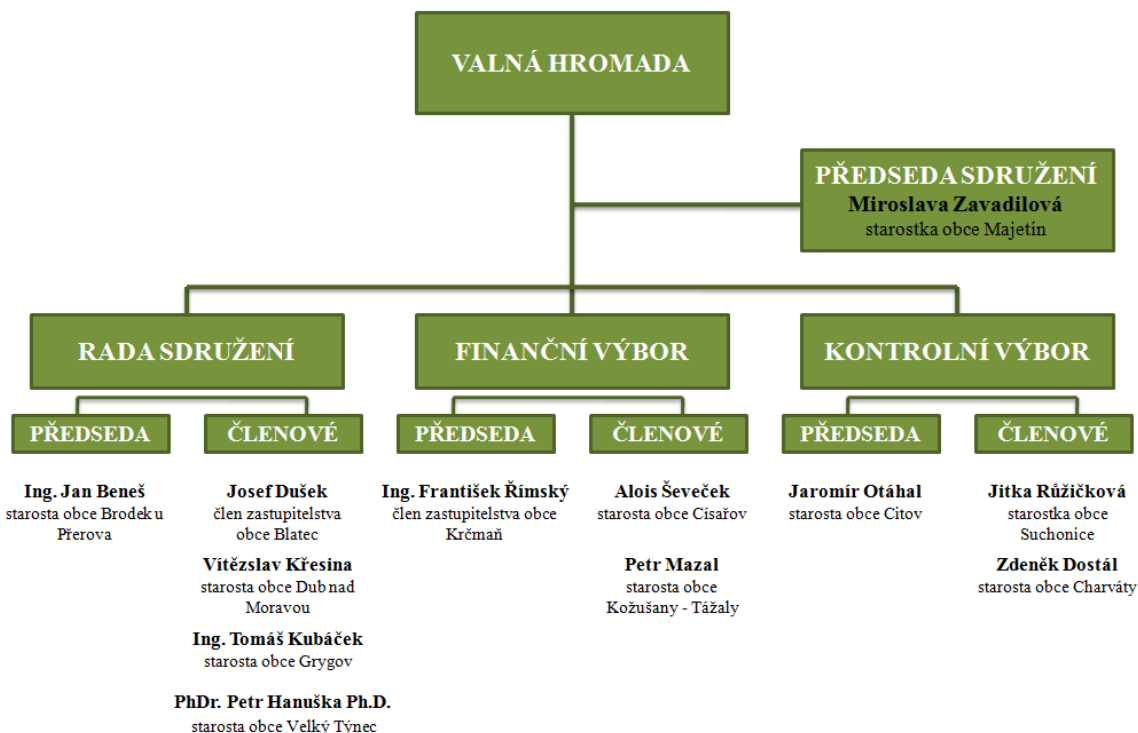 VALNÁ HROMADA
PŘEDSEDA SDRUŽENÍ
Miroslava Zavadilová
starostka obce Majetín
RADA SDRUŽENÍ
FINANČNÍ VÝBOR
KONTROLNÍ VÝBOR
PŘEDSEDA
ČLENOVÉ
PŘEDSEDA
ČLENOVÉ
PŘEDSEDA
ČLENOVÉ
Ing. Jan Beneš
starosta obce Brodek u
Přerova
Josef Dušek
člen zastupitelstva
obce Blatec
Vítězslav Křesina
starosta obce Dub nad
Moravou
Ing. Tomáš Kubáček
starosta obce Grygov
PhDr. Petr Hanuška Ph.D.
starosta obce Velký Týnec
Ing. František Římský
člen zastupitelstva obce
Krčmaň
Alois Ševeček
starosta obce Císařov
Petr Mazal
starosta obce
Kožušany - Tážaly
Jaromír Otáhal
starosta obce Citov
Jitka Růžičková
starostka obce
Suchonice
Zdeněk Dostál
starosta obce Charváty